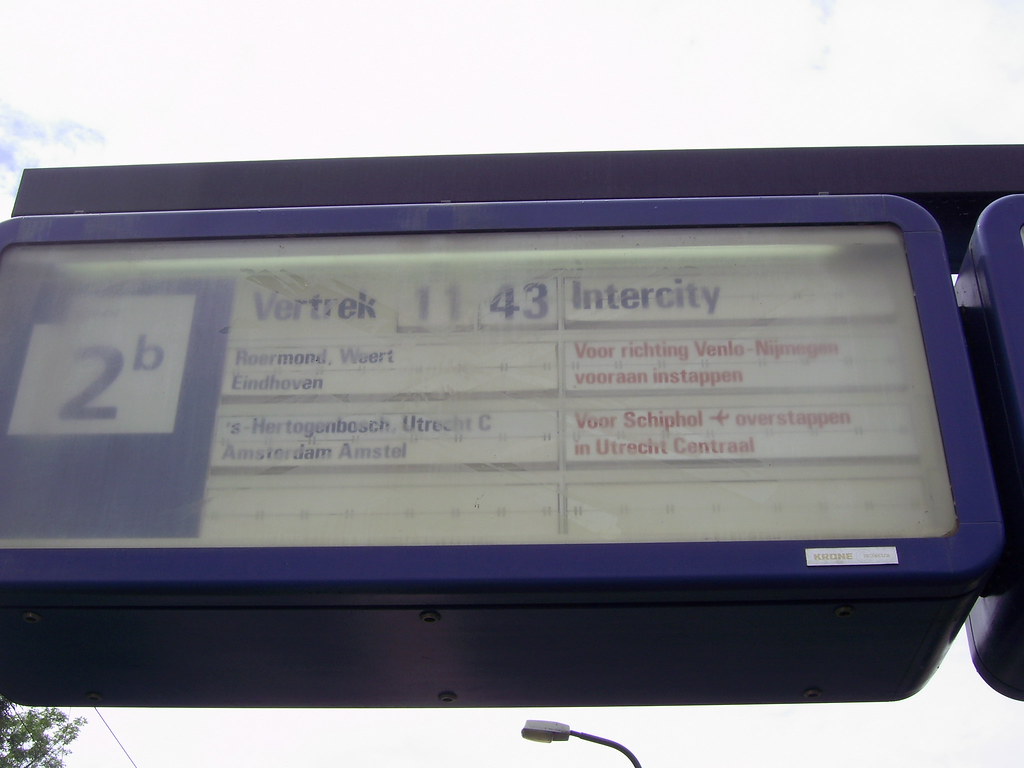 2b
Vertrek 11 43 Intercity
Roermond, Weert
Eindhoven
's-Hertogenbosch, Utrecht C
Amsterdam Amstel
Voor richting Venlo-Nijmegen
vooraan instappen
Voor Schiphol overstappen
in Utrecht Centraal
KRONE